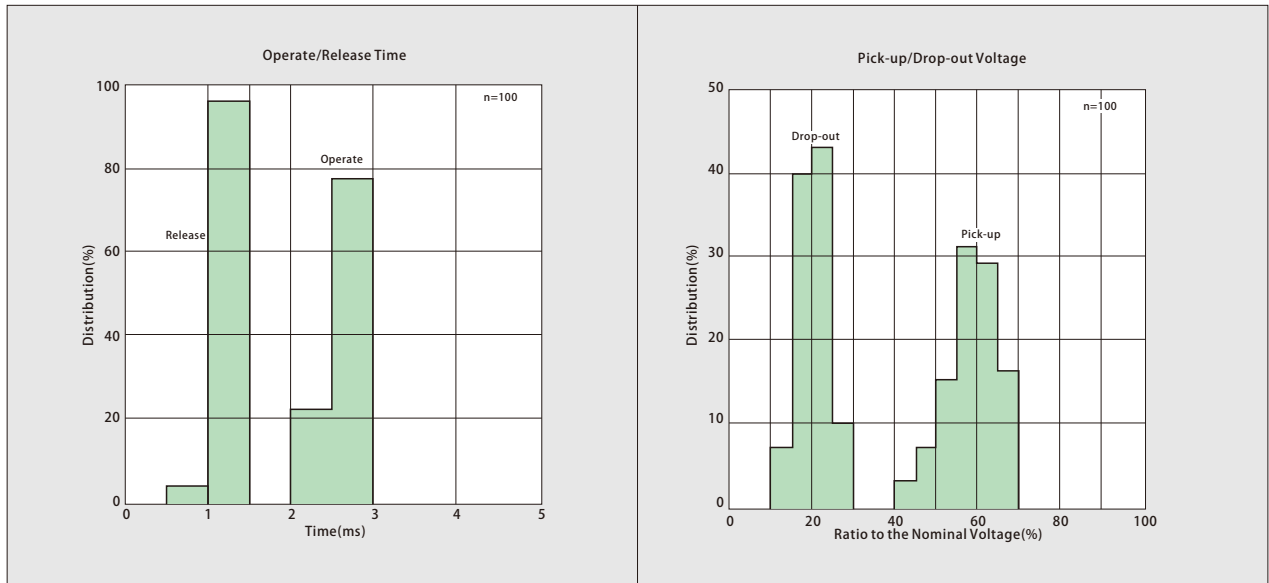 Operate/Release Time
100
n=100
80
Operate
Release
60
Distribution(%)
40
20
0
0 1 2 3 4 5
Time(ms)
Pick-up/Drop-out Voltage
50
n=100
Drop-out
40
Pick-up
30
Distribution(%)
20
10
0
0 20 40 60 80 100
Ratio to the Nominal Voltage(%)